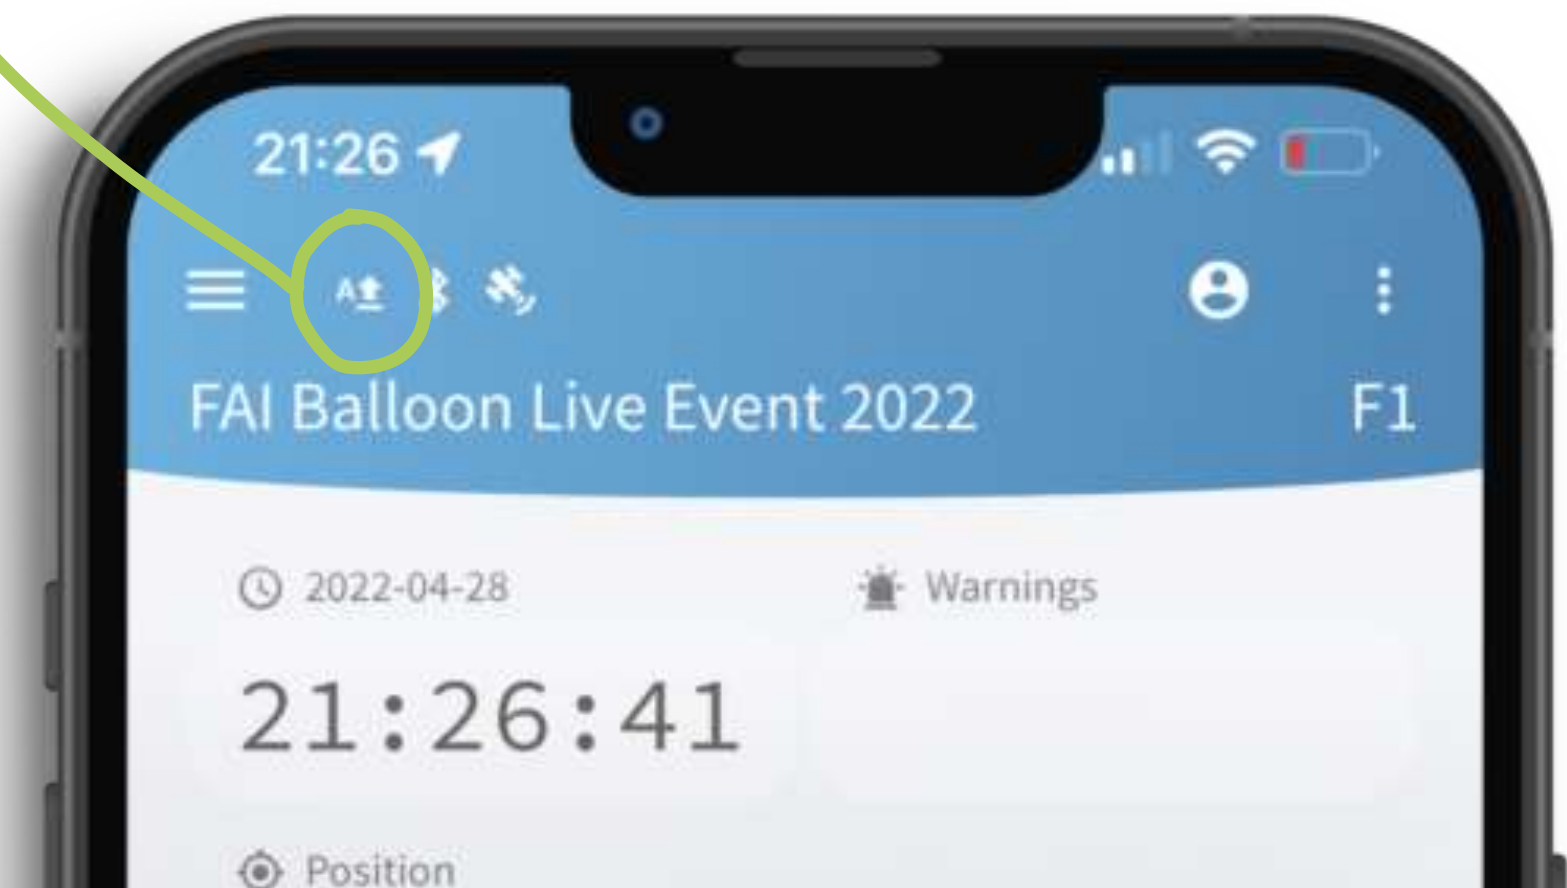 21:26
A
FAI Balloon Live Event 2022 F1
2022-04-28 Warnings
21:26:41
Position